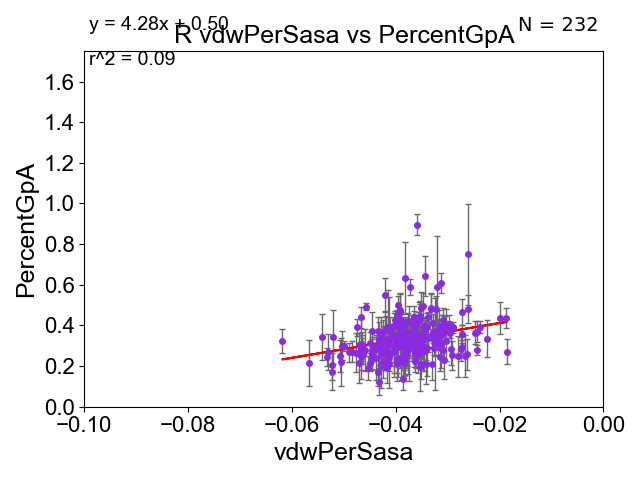 y = 4.28x + 0.50
N = 232
R vdwPerSasa vs PercentGpA
r^2 = 0.09
1.6
1.4
1.2
1.0
0.8
0.6
0.4
0.2
0.0
PercentGpA
−0.10
−0.08
−0.06
−0.04
−0.02
0.00
vdwPerSasa